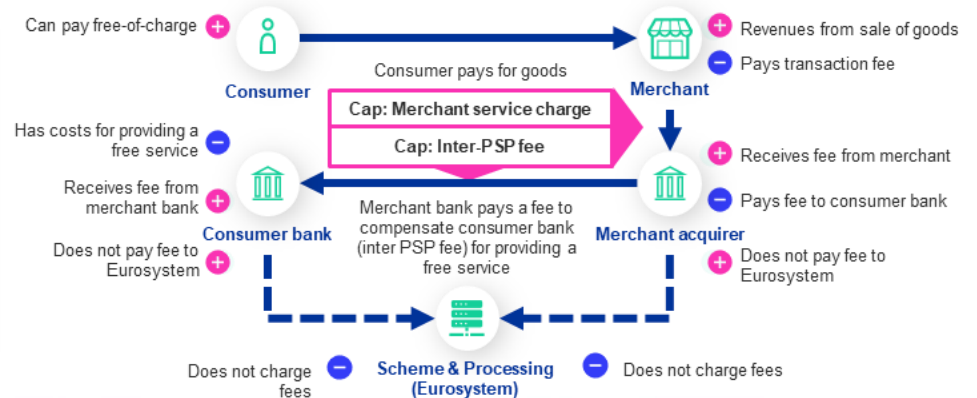 Can pay free-of-charge
Consumer
Consumer pays for goods
Merchant
Revenues from sale of goods
Pays transaction fee
Cap: Merchant service charge
Cap: Inter-PSP fee
Has costs for providing a
free service
Receives fee from
merchant bank
Does not pay fee to
Eurosystem
Consumer bank
Merchant bank pays a fee to
compensate consumer bank
(inter PSP fee) for providing a
free service
Merchant acquirer
Receives fee from merchant
Pays fee to consumer bank
Does not pay fee to
Eurosystem
Does not charge
fees
Scheme & Processing
(Eurosystem)
Does not charge fees